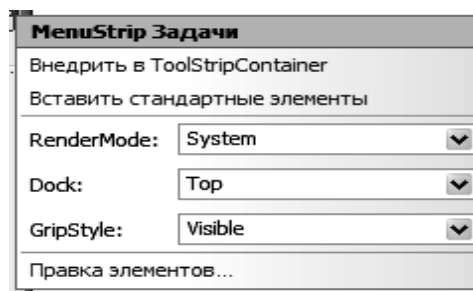 MenuStrip Задачи
Внедрить в ToolStripContainer
Вставить стандартные элементы
RenderMode: System
Dock: Top
GripStyle: Visible
Правка элементов...